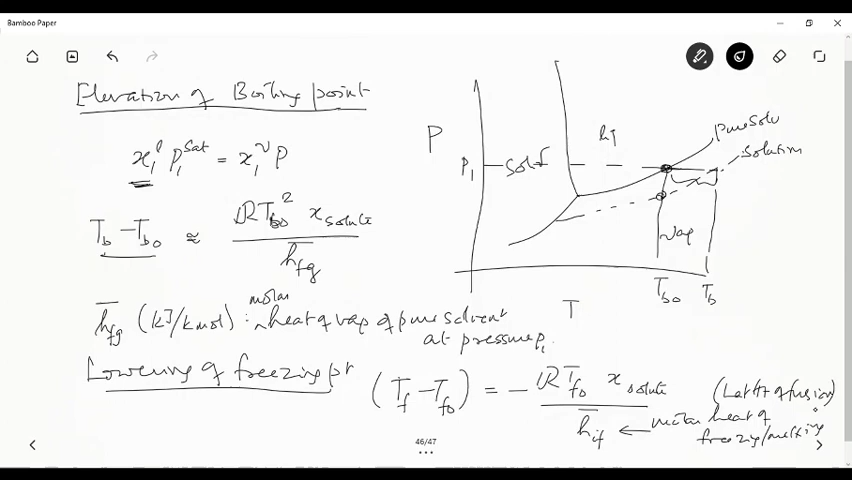 Bamboo Paper
Elevation of Boiling point
x₁ˡ P₁ˢᵃᵗ = x₁ᵛ P
T_b − T_b0 ≈ R T_b0² x_solute / h̄_fg
h̄_fg (kJ/kmol) : molar heat of vap of pure solvent
at pressure p₁
Lowering of freezing pt
(T_f − T_f0) = − R T_f0 x_solute / h̄_if
(Latent Ht of fusion)
molar heat of
freezing/melting
P
P₁
liq
pure solv
solution
vap
T_b0
T_b
T
46/47